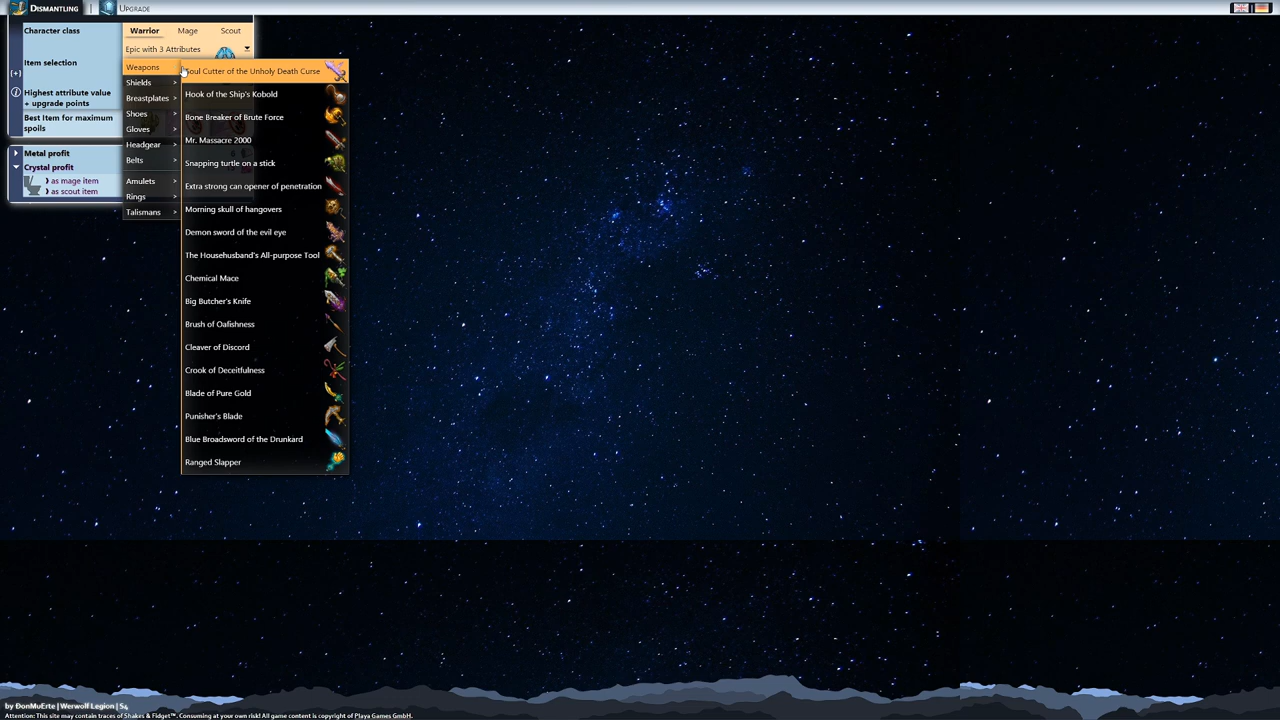 DISMANTLING
UPGRADE
Character class
Warrior Mage Scout
Epic with 3 Attributes
Item selection
[+]
Highest attribute value
+ upgrade points
Best Item for maximum
spoils
Metal profit
Crystal profit
} as mage item
} as scout item
Weapons
Shields >
Breastplates >
Shoes >
Gloves >
Headgear >
Belts >
Amulets >
Rings >
Talismans >
Soul Cutter of the Unholy Death Curse
Hook of the Ship's Kobold
Bone Breaker of Brute Force
Mr. Massacre 2000
Snapping turtle on a stick
Extra strong can opener of penetration
Morning skull of hangovers
Demon sword of the evil eye
The Househusband's All-purpose Tool
Chemical Mace
Big Butcher's Knife
Brush of Oafishness
Cleaver of Discord
Crook of Deceitfulness
Blade of Pure Gold
Punisher's Blade
Blue Broadsword of the Drunkard
Ranged Slapper
by ĐonMuErte | Werwolf Legion | S4
Attention: This site may contain traces of Shakes & Fidget™. Consuming at your own risk! All game content is copyright of Playa Games GmbH.